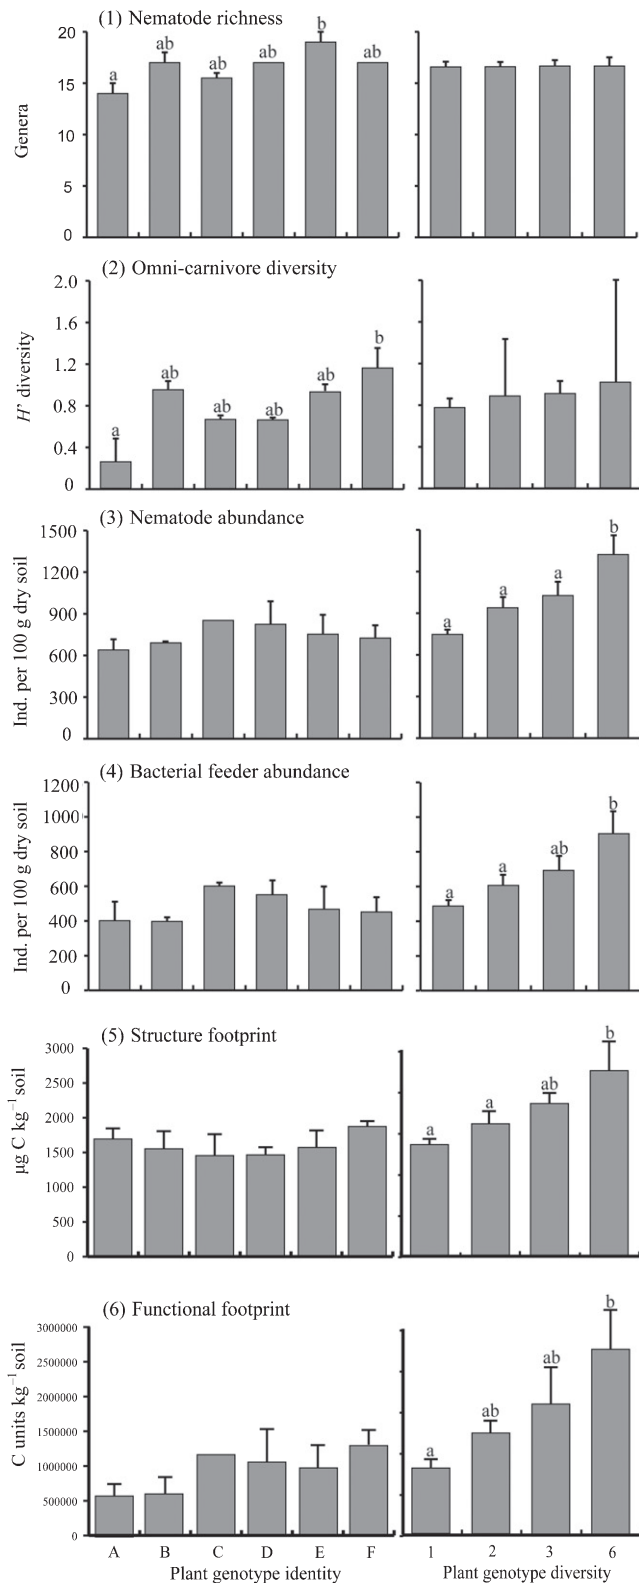 (1) Nematode richness
Genera
20
15
10
5
0
a
ab
ab
ab
b
ab
(2) Omni-carnivore diversity
H' diversity
2.0
1.6
1.2
0.8
0.4
0
a
ab
ab
ab
ab
b
(3) Nematode abundance
Ind. per 100 g dry soil
1500
1200
900
600
300
0
a
a
a
b
(4) Bacterial feeder abundance
Ind. per 100 g dry soil
1200
1000
800
600
400
200
0
a
a
ab
b
(5) Structure footprint
µg C kg⁻¹ soil
3000
2500
2000
1500
1000
500
0
a
a
ab
b
(6) Functional footprint
C units kg⁻¹ soil
3000000
2500000
2000000
1500000
1000000
500000
0
a
ab
ab
b
A B C D E F
1 2 3 6
Plant genotype identity
Plant genotype diversity